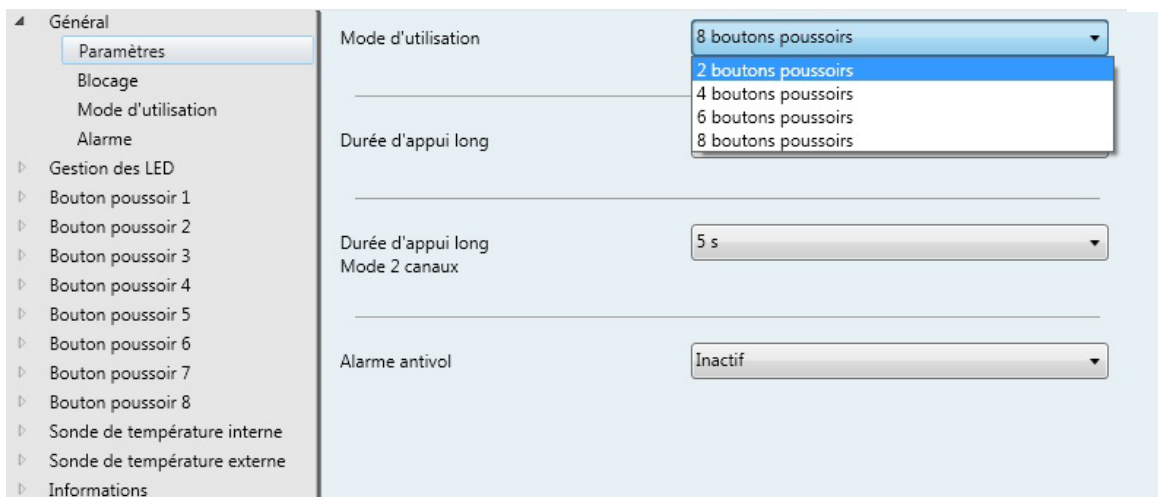 Général
Paramètres
Blocage
Mode d'utilisation
Alarme
Gestion des LED
Bouton poussoir 1
Bouton poussoir 2
Bouton poussoir 3
Bouton poussoir 4
Bouton poussoir 5
Bouton poussoir 6
Bouton poussoir 7
Bouton poussoir 8
Sonde de température interne
Sonde de température externe
Informations
Mode d'utilisation
8 boutons poussoirs
2 boutons poussoirs
4 boutons poussoirs
6 boutons poussoirs
8 boutons poussoirs
Durée d'appui long
Durée d'appui long
Mode 2 canaux
5 s
Alarme antivol
Inactif